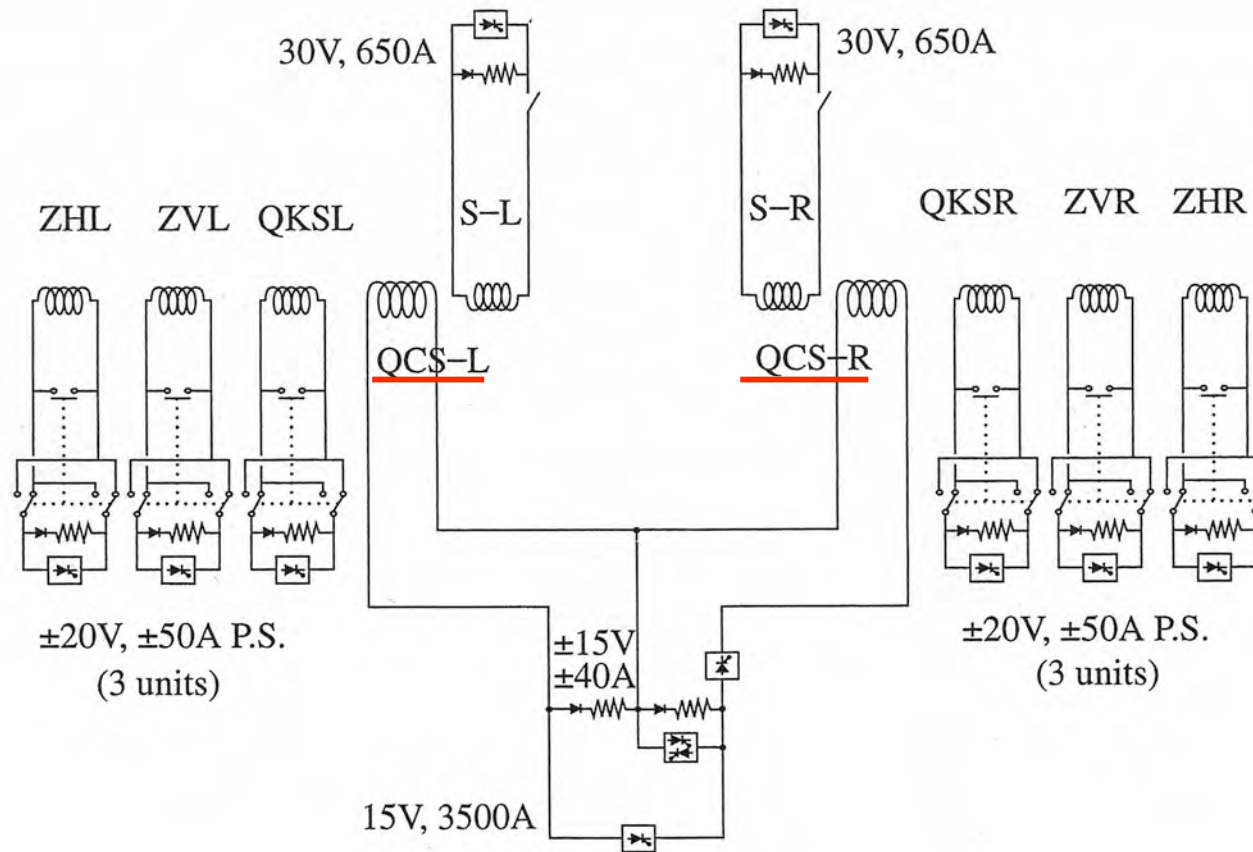 30V, 650A
30V, 650A
S–L
S–R
ZHL
ZVL
QKSL
QKSR
ZVR
ZHR
QCS–L
QCS–R
±20V, ±50A P.S.
(3 units)
±15V
±40A
±20V, ±50A P.S.
(3 units)
15V, 3500A